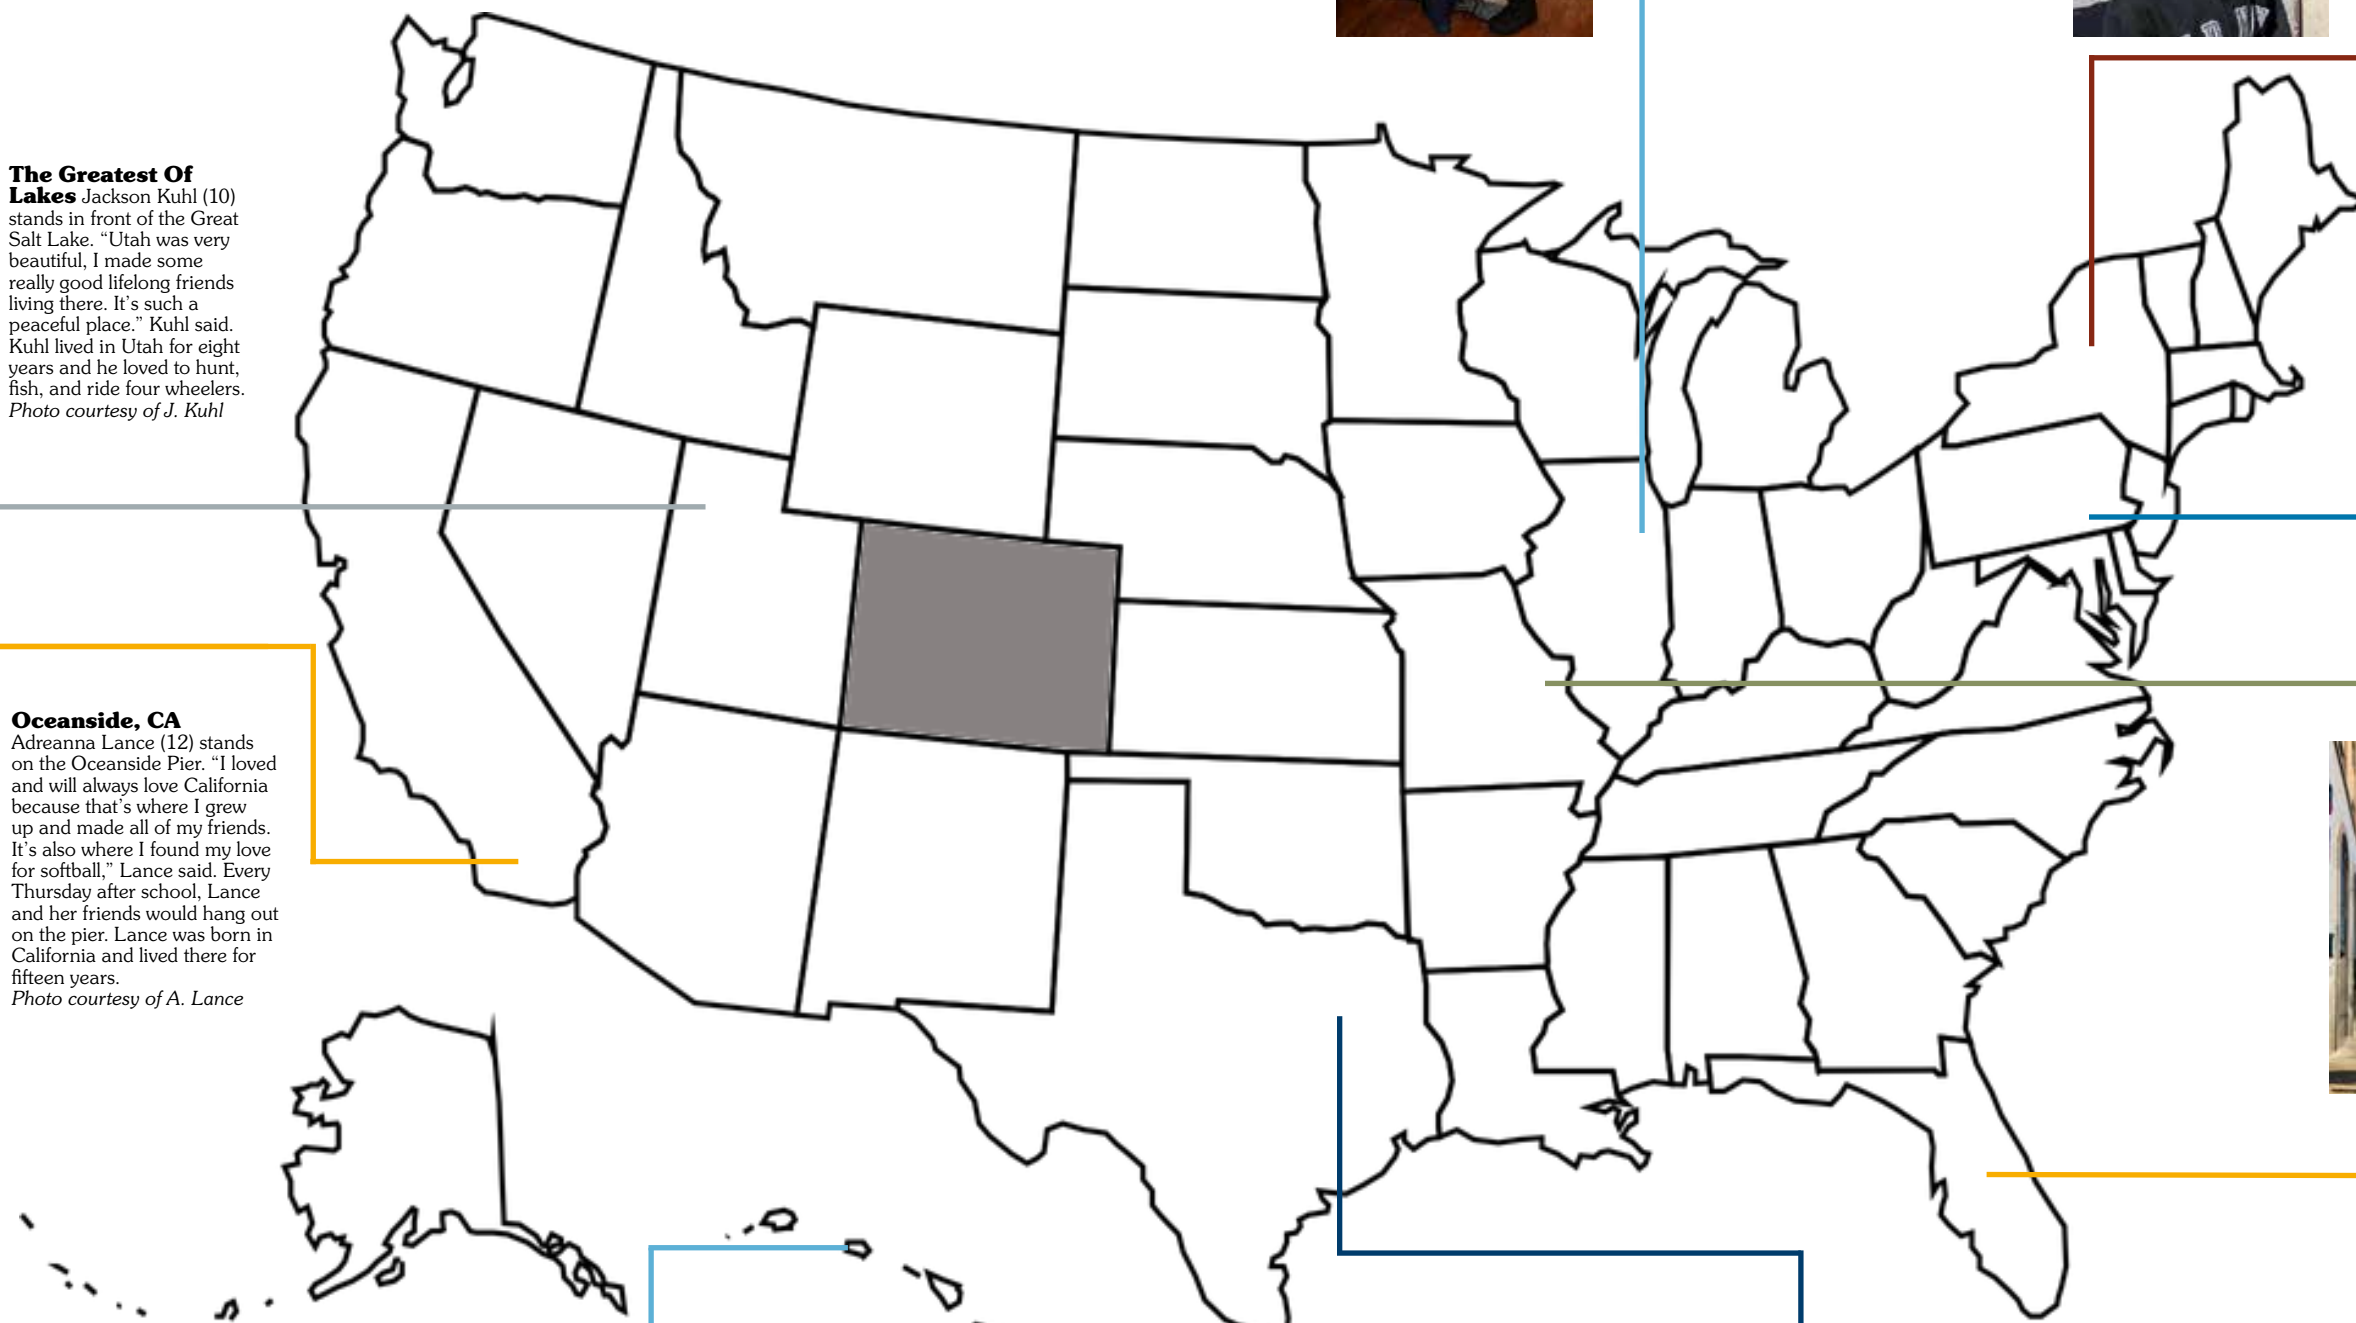 The Greatest Of
Lakes Jackson Kuhl (10)
stands in front of the Great
Salt Lake. “Utah was very
beautiful, I made some
really good lifelong friends
living there. It’s such a
peaceful place.” Kuhl said.
Kuhl lived in Utah for eight
years and he loved to hunt,
fish, and ride four wheelers.
Photo courtesy of J. Kuhl
Oceanside, CA
Adreanna Lance (12) stands
on the Oceanside Pier. “I loved
and will always love California
because that’s where I grew
up and made all of my friends.
It’s also where I found my love
for softball,” Lance said. Every
Thursday after school, Lance
and her friends would hang out
on the pier. Lance was born in
California and lived there for
fifteen years.
Photo courtesy of A. Lance